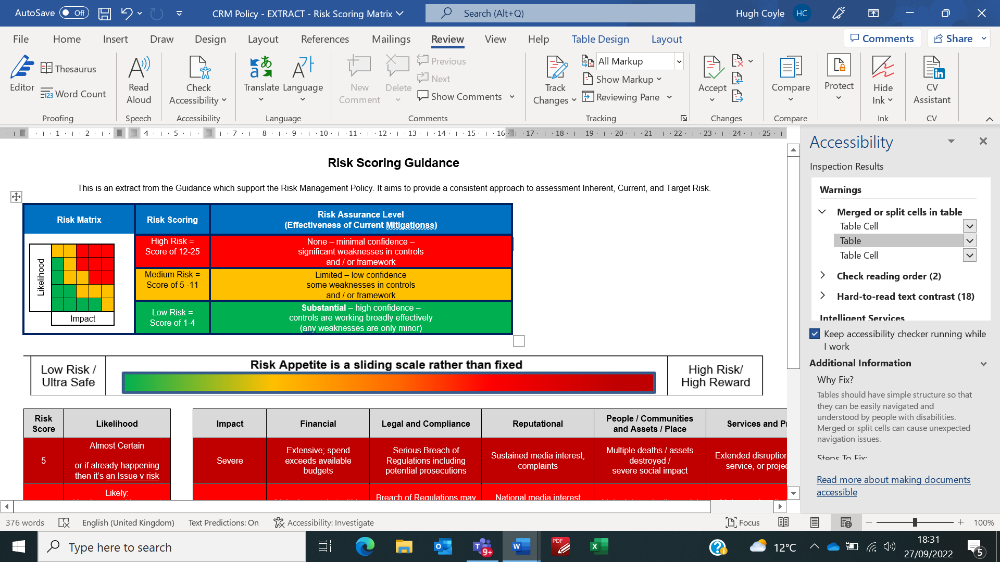 AutoSave Off
CRM Policy - EXTRACT - Risk Scoring Matrix
Search (Alt+Q)
Hugh Coyle HC
File Home Insert Draw Design Layout References Mailings Review View Help Table Design Layout
Comments Share
Editor
Thesaurus
Word Count
Proofing
Read
Aloud
Speech
Check
Accessibility
Accessibility
Translate
Language
Language
New
Comment
Delete
Previous
Next
Show Comments
Comments
Track
Changes
All Markup
Show Markup
Reviewing Pane
Tracking
Accept
Changes
Compare
Compare
Protect
Hide
Ink
Ink
CV
Assistant
CV
1 2 4 5 7 8 9 10 11 12 13 14 15 16 17 18 19 20 21 22 23 24 25
Risk Scoring Guidance
This is an extract from the Guidance which support the Risk Management Policy. It aims to provide a consistent approach to assessment Inherent, Current, and Target Risk.
Risk Matrix
Risk Scoring
Risk Assurance Level
(Effectiveness of Current Mitigationss)
Likelihood
Impact
High Risk =
Score of 12-25
None – minimal confidence –
significant weaknesses in controls
and / or framework
Medium Risk =
Score of 5 -11
Limited – low confidence
some weaknesses in controls
and / or framework
Low Risk =
Score of 1-4
Substantial – high confidence –
controls are working broadly effectively
(any weaknesses are only minor)
Low Risk /
Ultra Safe
Risk Appetite is a sliding scale rather than fixed
High Risk/
High Reward
Risk
Score
Likelihood
Impact
Financial
Legal and Compliance
Reputational
People / Communities
and Assets / Place
Services and Pr
5
Almost Certain
or if already happening
then it's an Issue v risk
Severe
Extensive; spend
exceeds available
budgets
Serious Breach of
Regulations including
potential prosecutions
Sustained media interest,
complaints
Multiple deaths / assets
destroyed /
severe social impact
Extended disruption
service, or projec
Likely:
Breach of Regulations may
National media interest
Accessibility
Inspection Results
Warnings
Merged or split cells in table
Table Cell
Table
Table Cell
Check reading order (2)
Hard-to-read text contrast (18)
Intelligent Services
Keep accessibility checker running while
I work
Additional Information
Why Fix?
Tables should have simple structure so that
they can be easily navigated and
understood by people with disabilities.
Merged or split cells can cause unexpected
navigation issues.
Steps To Fix:
Read more about making documents
accessible
376 words English (United Kingdom) Text Predictions: On Accessibility: Investigate
Focus 100%
Type here to search
PDF
9+
12°C
18:31
27/09/2022
5